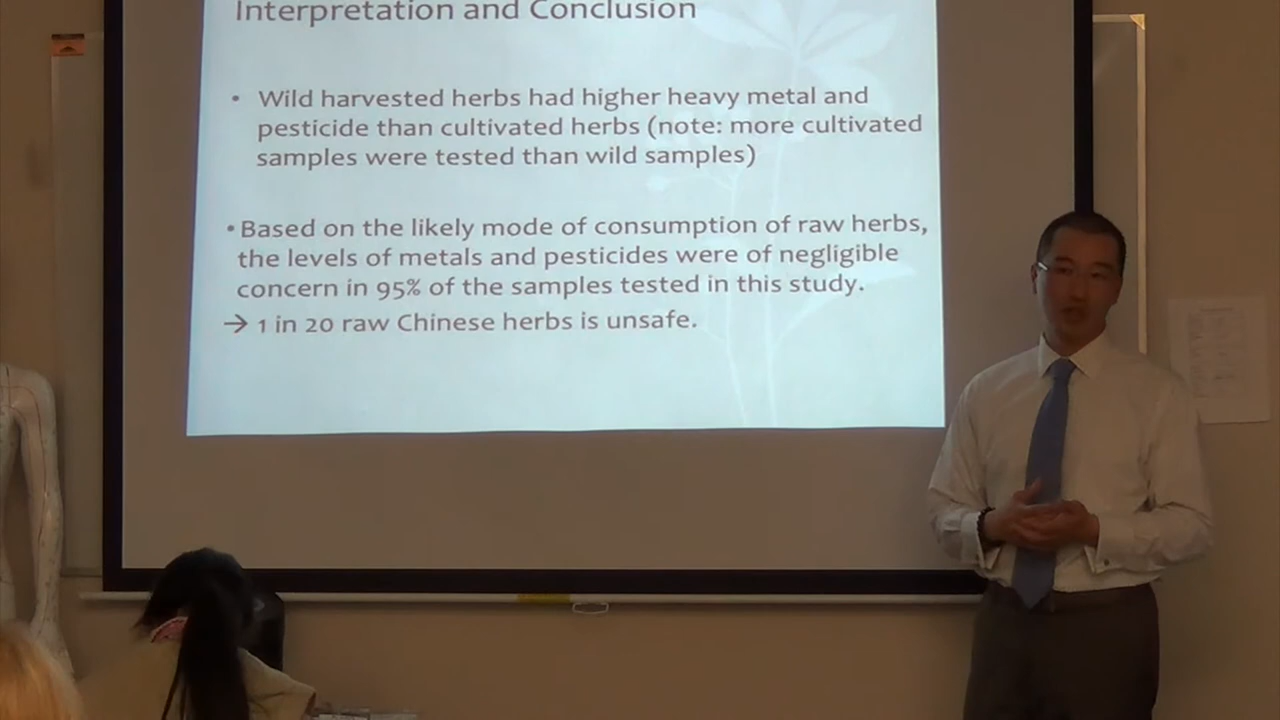 Interpretation and Conclusion
• Wild harvested herbs had higher heavy metal and
pesticide than cultivated herbs (note: more cultivated
samples were tested than wild samples)
• Based on the likely mode of consumption of raw herbs,
the levels of metals and pesticides were of negligible
concern in 95% of the samples tested in this study.
→ 1 in 20 raw Chinese herbs is unsafe.